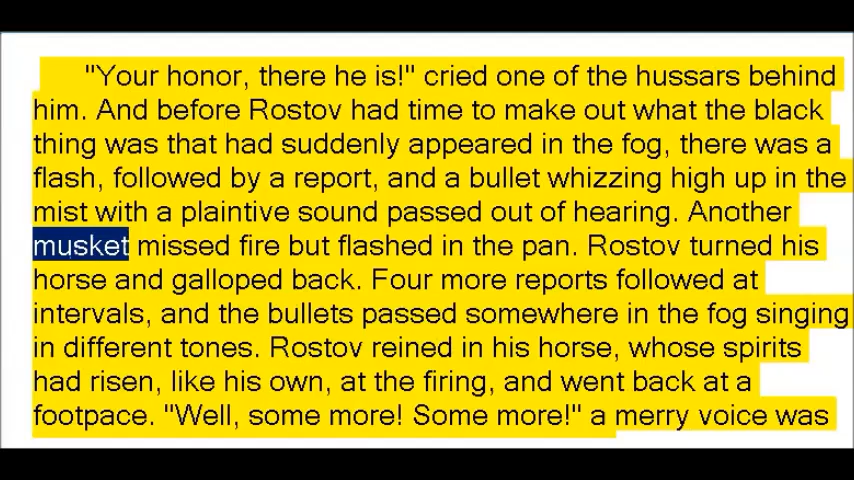 "Your honor, there he is!" cried one of the hussars behind
him. And before Rostov had time to make out what the black
thing was that had suddenly appeared in the fog, there was a
flash, followed by a report, and a bullet whizzing high up in the
mist with a plaintive sound passed out of hearing. Another
musket missed fire but flashed in the pan. Rostov turned his
horse and galloped back. Four more reports followed at
intervals, and the bullets passed somewhere in the fog singing
in different tones. Rostov reined in his horse, whose spirits
had risen, like his own, at the firing, and went back at a
footpace. "Well, some more! Some more!" a merry voice was